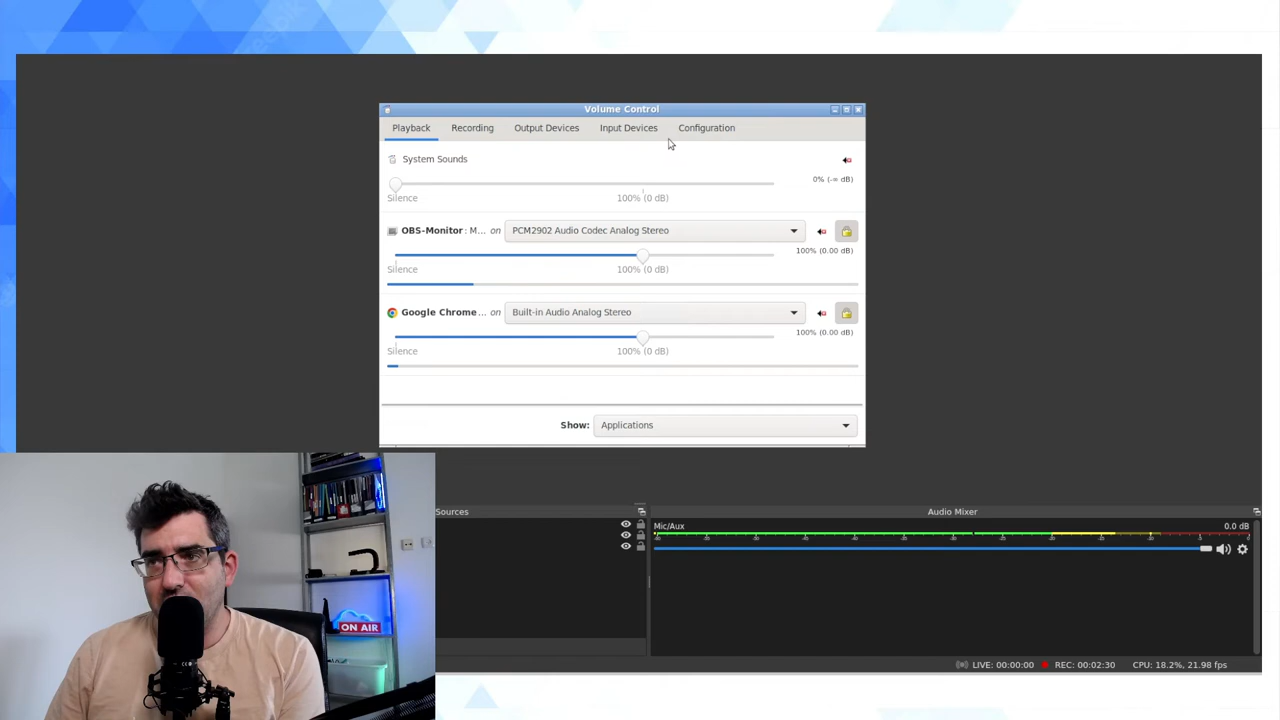 Volume Control
Playback Recording Output Devices Input Devices Configuration
System Sounds
0% (-∞ dB)
Silence 100% (0 dB)
OBS-Monitor : M... on PCM2902 Audio Codec Analog Stereo
100% (0.00 dB)
Silence 100% (0 dB)
Google Chrome ... on Built-in Audio Analog Stereo
100% (0.00 dB)
Silence 100% (0 dB)
Show: Applications
Sources
Audio Mixer
Mic/Aux 0.0 dB
ON AIR
LIVE: 00:00:00 REC: 00:02:30 CPU: 18.2%, 21.98 fps